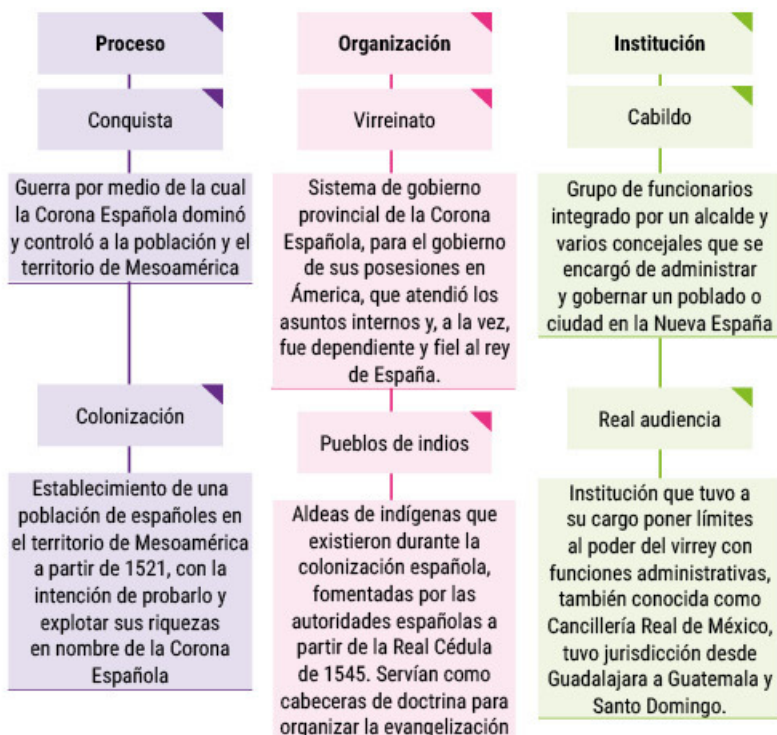 Proceso
Conquista
Guerra por medio de la cual
la Corona Española dominó
y controló a la población y el
territorio de Mesoamérica
Colonización
Establecimiento de una
población de españoles en
el territorio de Mesoamérica
a partir de 1521, con la
intención de probarlo y
explotar sus riquezas
en nombre de la Corona
Española
Organización
Virreinato
Sistema de gobierno
provincial de la Corona
Española, para el gobierno
de sus posesiones en
Ámerica, que atendió los
asuntos internos y, a la vez,
fue dependiente y fiel al rey
de España.
Pueblos de indios
Aldeas de indígenas que
existieron durante la
colonización española,
fomentadas por las
autoridades españolas a
partir de la Real Cédula
de 1545. Servían como
cabeceras de doctrina para
organizar la evangelización
Institución
Cabildo
Grupo de funcionarios
integrado por un alcalde y
varios concejales que se
encargó de administrar
y gobernar un poblado o
ciudad en la Nueva España
Real audiencia
Institución que tuvo a
su cargo poner límites
al poder del virrey con
funciones administrativas,
también conocida como
Cancillería Real de México,
tuvo jurisdicción desde
Guadalajara a Guatemala y
Santo Domingo.